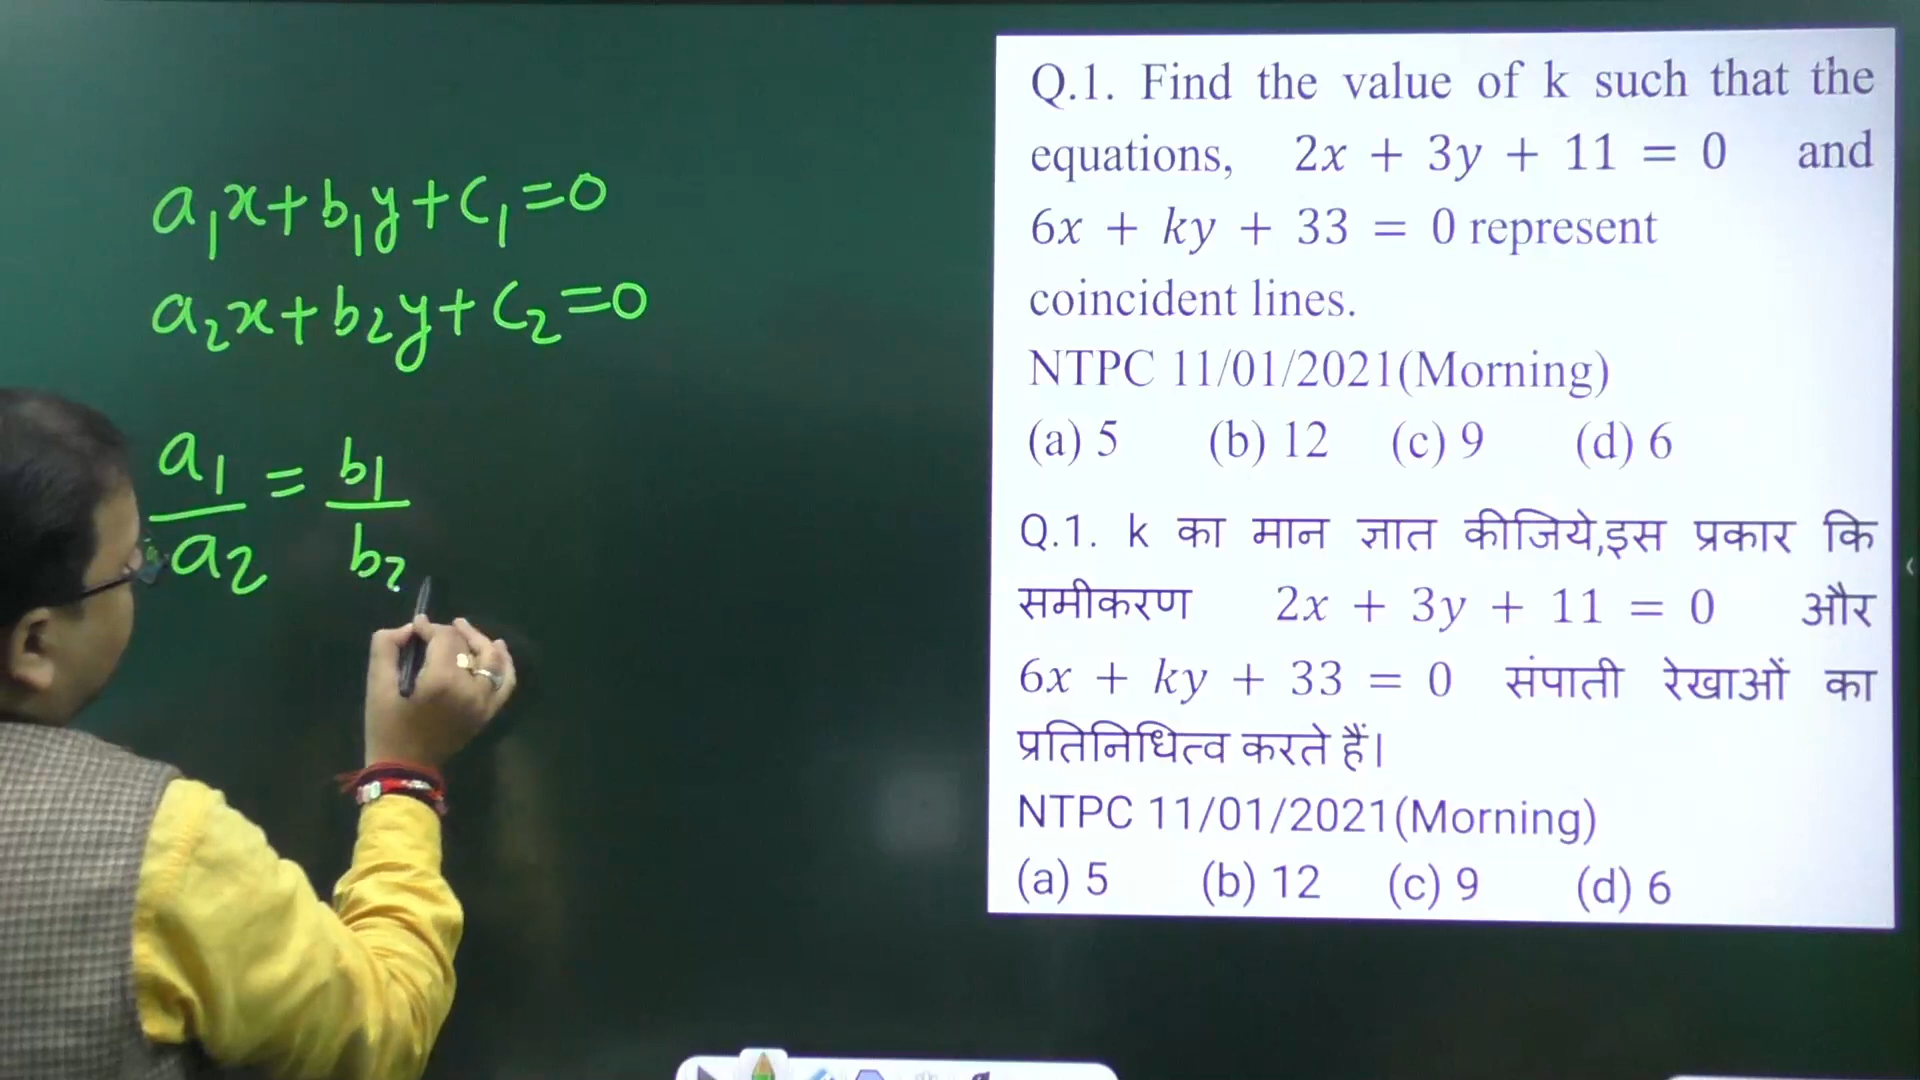 a₁x+b₁y+c₁=0
a₂x+b₂y+c₂=0
a₁/a₂ = b₁/b₂
Q.1. Find the value of k such that the
equations, 2x + 3y + 11 = 0 and
6x + ky + 33 = 0 represent
coincident lines.
NTPC 11/01/2021(Morning)
(a) 5 (b) 12 (c) 9 (d) 6
Q.1. k का मान ज्ञात कीजिये,इस प्रकार कि
समीकरण 2x + 3y + 11 = 0 और
6x + ky + 33 = 0 संपाती रेखाओं का
प्रतिनिधित्व करते हैं।
NTPC 11/01/2021(Morning)
(a) 5 (b) 12 (c) 9 (d) 6